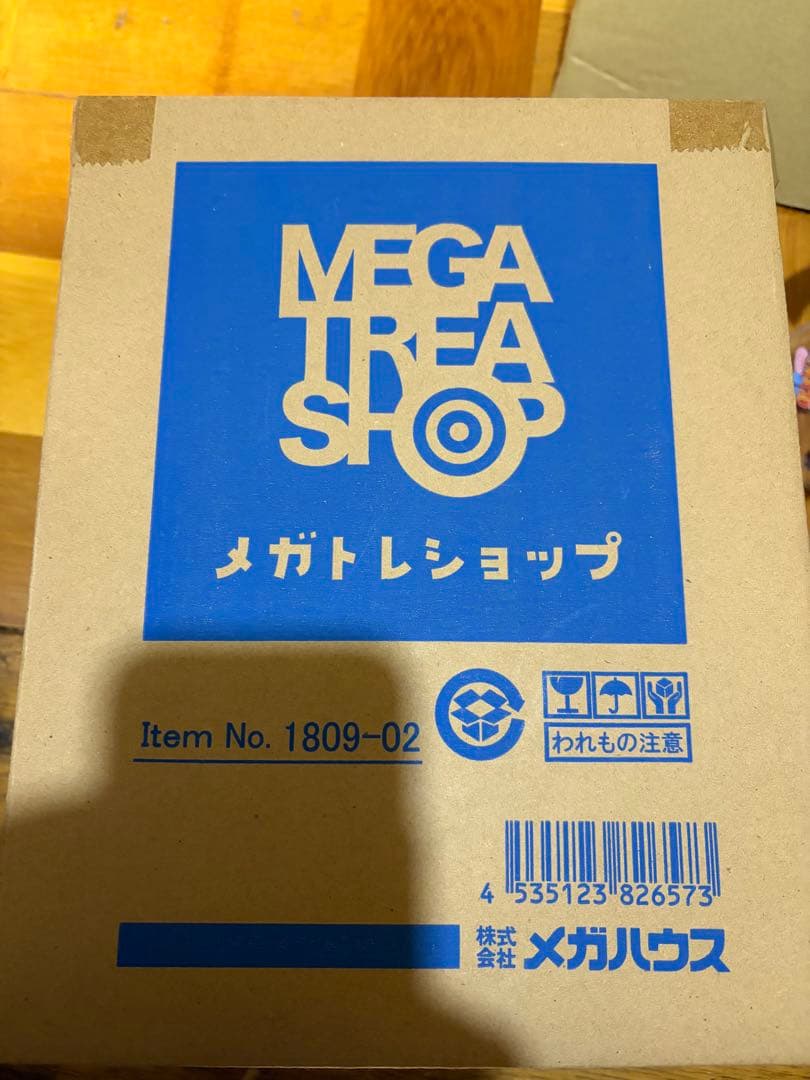 MEGA
TREA
SHOP
メガトレショップ
Item No. 1809-02
われもの注意
4 535123 826573
株式会社 メガハウス